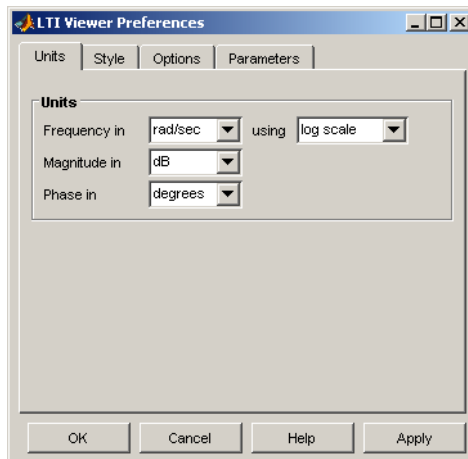 LTI Viewer Preferences
Units Style Options Parameters
Units
Frequency in rad/sec using log scale
Magnitude in dB
Phase in degrees
OK Cancel Help Apply